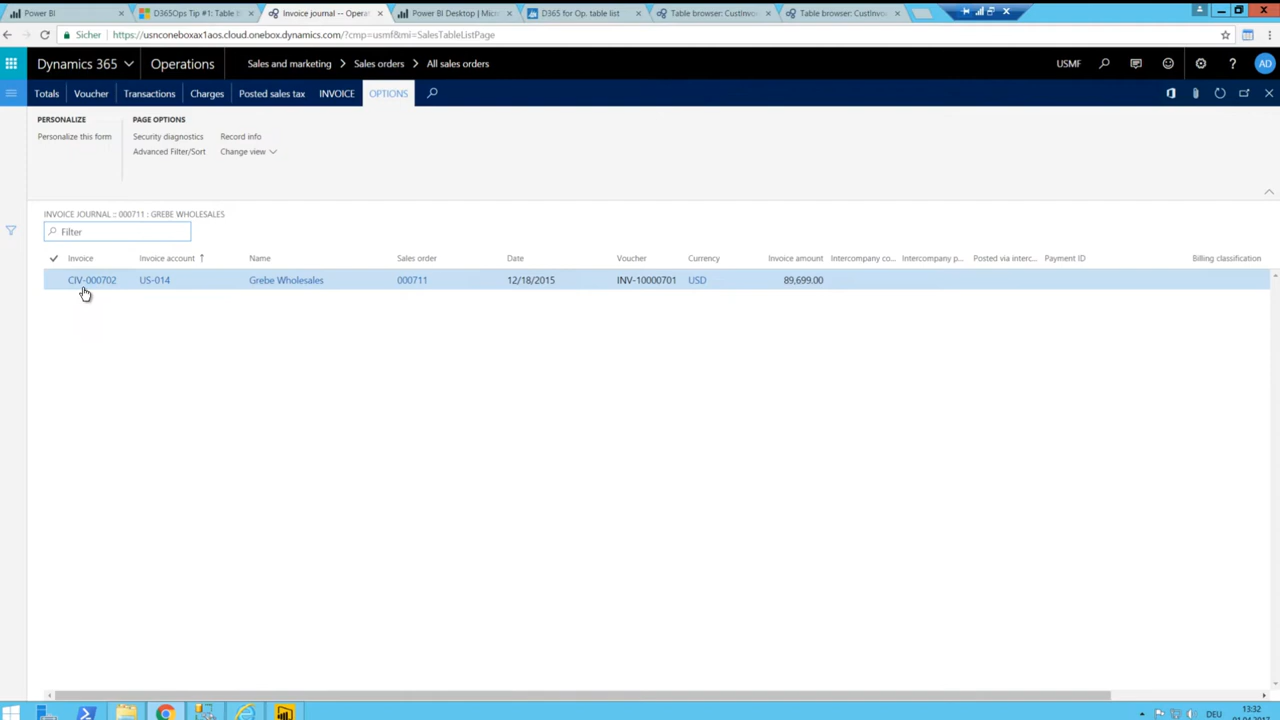 Power BI
D365Ops Tip #1: Table b
Invoice journal -- Operat
Power BI Desktop | Micr
D365 for Op. table list
Table browser: CustInvo
Table browser: CustInvo
Sicher
https://usnconeboxax1aos.cloud.onebox.dynamics.com/?cmp=usmf&mi=SalesTableListPage
Dynamics 365
Operations
Sales and marketing
Sales orders
All sales orders
USMF
AD
Totals
Voucher
Transactions
Charges
Posted sales tax
INVOICE
OPTIONS
PERSONALIZE
Personalize this form
PAGE OPTIONS
Security diagnostics
Record info
Advanced Filter/Sort
Change view
INVOICE JOURNAL :: 000711 : GREBE WHOLESALES
Filter
Invoice Invoice account Name Sales order Date Voucher Currency Invoice amount Intercompany co... Intercompany p... Posted via interc... Payment ID Billing classification
CIV-000702 US-014 Grebe Wholesales 000711 12/18/2015 INV-10000701 USD 89,699.00
DEU
13:32